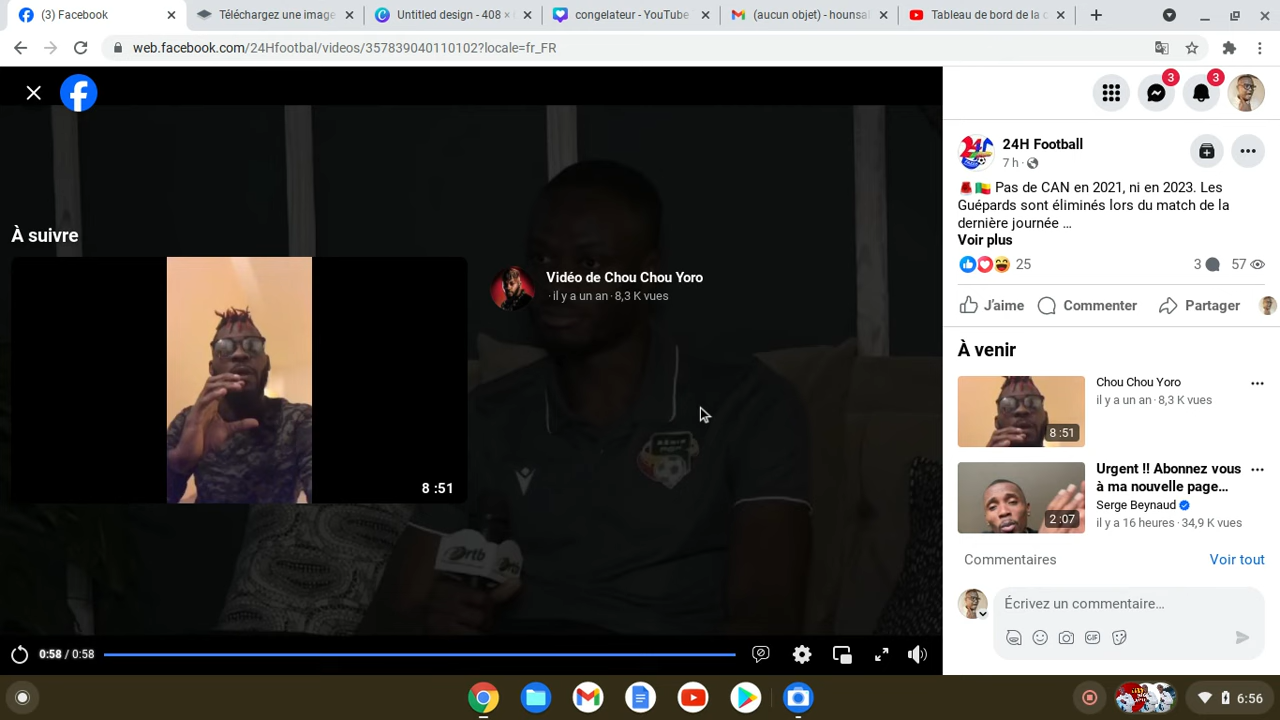 (3) Facebook
Téléchargez une image
Untitled design - 408 ×
congelateur - YouTube
(aucun objet) - hounsa
Tableau de bord de la c
web.facebook.com/24Hfootbal/videos/357839040110102?locale=fr_FR
3
3
24H Football
7 h ·
Pas de CAN en 2021, ni en 2023. Les
Guépards sont éliminés lors du match de la
dernière journée …
Voir plus
25
3
57
J’aime
Commenter
Partager
À suivre
8 :51
Vidéo de Chou Chou Yoro
· il y a un an · 8,3 K vues
rtb
À venir
8 :51
Chou Chou Yoro
il y a un an · 8,3 K vues
2 :07
Urgent !! Abonnez vous
à ma nouvelle page…
Serge Beynaud
il y a 16 heures · 34,9 K vues
Commentaires
Voir tout
Écrivez un commentaire…
GIF
0:58 / 0:58
6:56